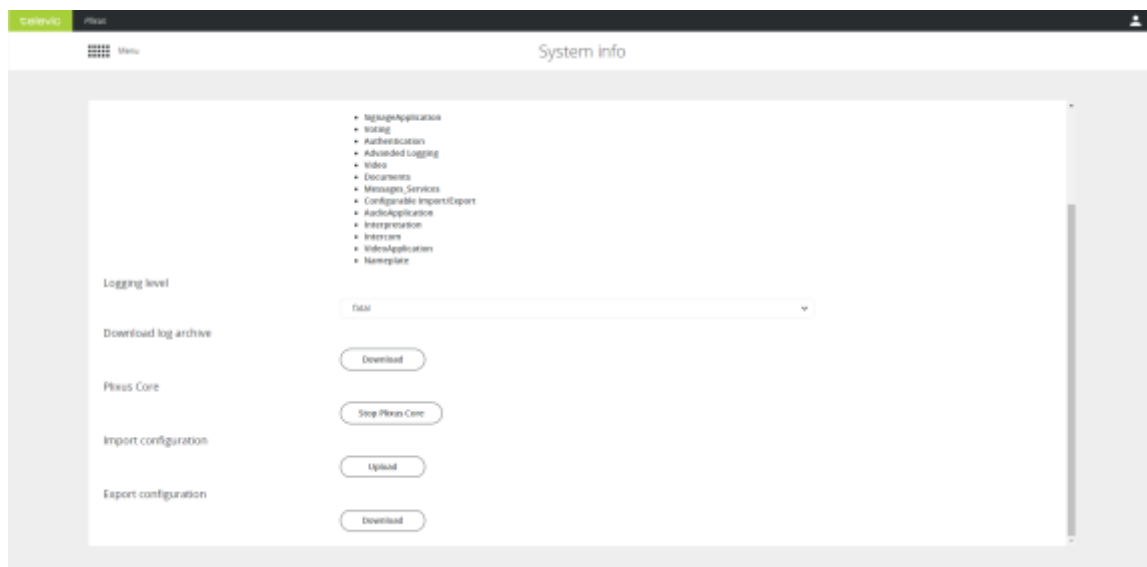 televic Plixus
Menu
System info
SignageApplication
Voting
Authentication
Advanded Logging
Video
Documents
Messages_Services
Configurable Import/Export
AudioApplication
Interpretation
Intercom
VideoApplication
Nameplate
Logging level
Fatal
Download log archive
Download
Plixus Core
Stop Plixus Core
Import configuration
Upload
Export configuration
Download